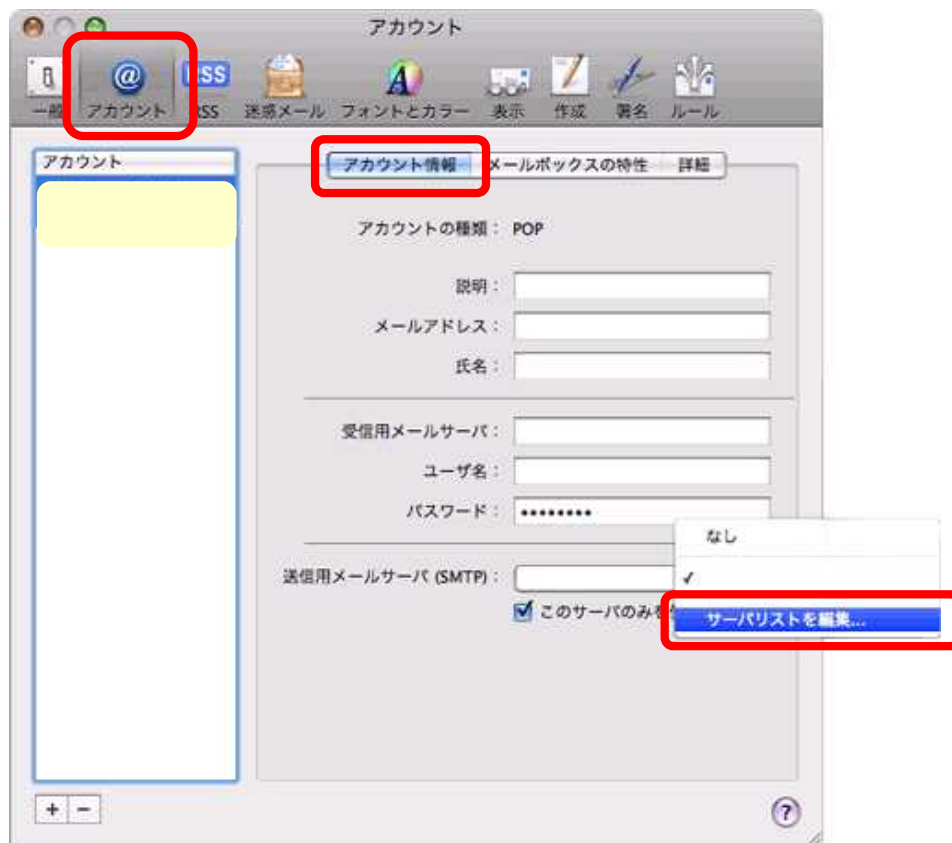 アカウント
一般 アカウント RSS 迷惑メール フォントとカラー 表示 作成 署名 ルール
アカウント
アカウント情報 メールボックスの特性 詳細
アカウントの種類： POP
説明：
メールアドレス：
氏名：
受信用メールサーバ：
ユーザ名：
パスワード： ••••••••
なし
送信用メールサーバ (SMTP)： ✓
このサーバのみを
サーバリストを編集...
+ −
?